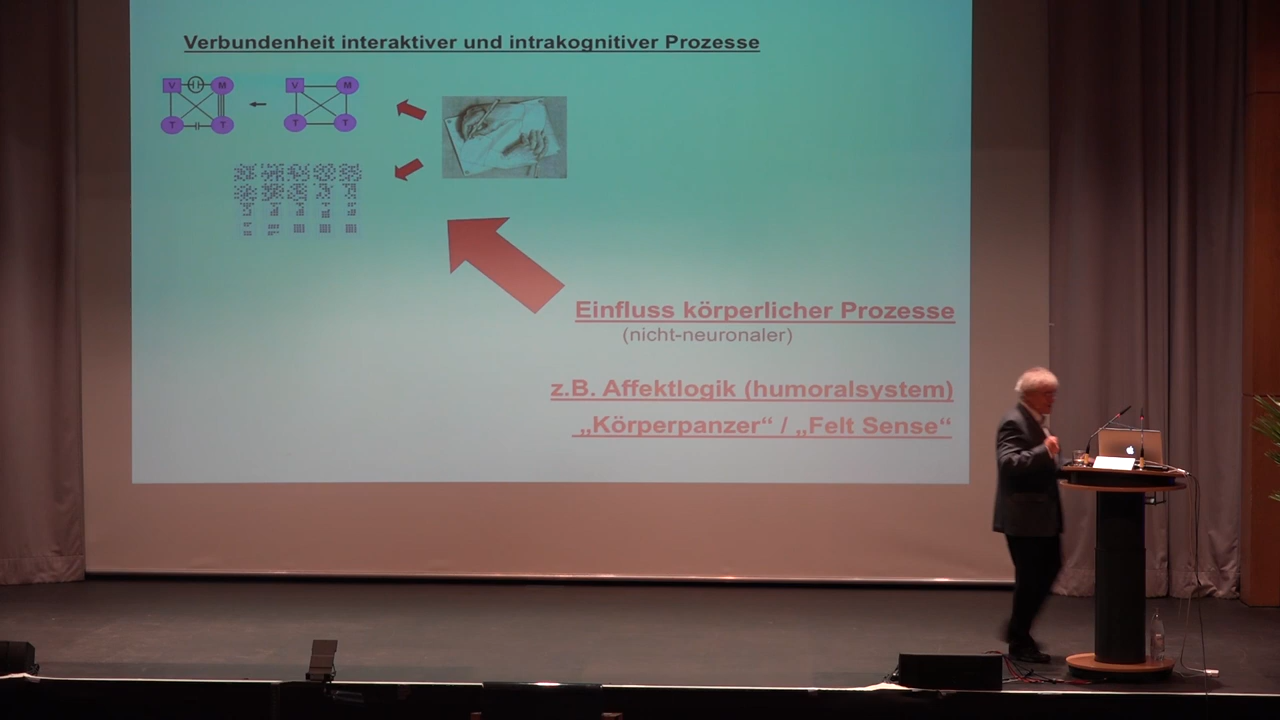 Verbundenheit interaktiver und intrakognitiver Prozesse
V M V M
T T T T
Einfluss körperlicher Prozesse
(nicht-neuronaler)
z.B. Affektlogik (humoralsystem)
„Körperpanzer“ / „Felt Sense“